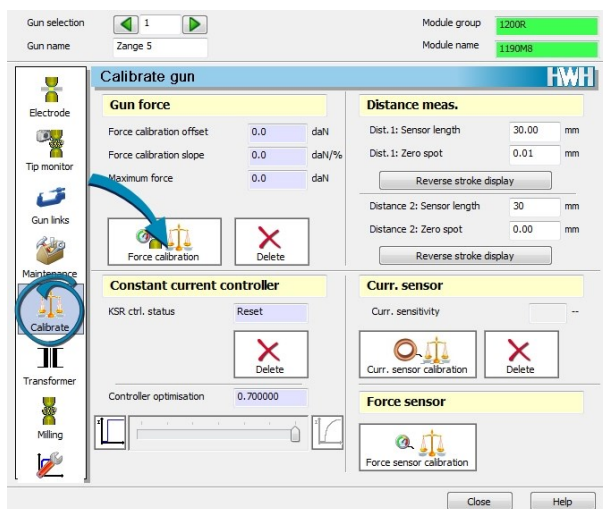 Gun selection 1 Module group 1200R
Gun name Zange 5 Module name 1190M8
Calibrate gun HWH
Electrode
Tip monitor
Gun links
Maintenance
Calibrate
Transformer
Milling
Gun force
Force calibration offset 0.0 daN
Force calibration slope 0.0 daN/%
Maximum force 0.0 daN
Force calibration Delete
Distance meas.
Dist.1: Sensor length 30.00 mm
Dist.1: Zero spot 0.01 mm
Reverse stroke display
Distance 2: Sensor length 30 mm
Distance 2: Zero spot 0.00 mm
Reverse stroke display
Constant current controller
KSR ctrl. status Reset
Delete
Controller optimisation 0.700000
Curr. sensor
Curr. sensitivity --
Curr. sensor calibration Delete
Force sensor
Force sensor calibration
Close Help